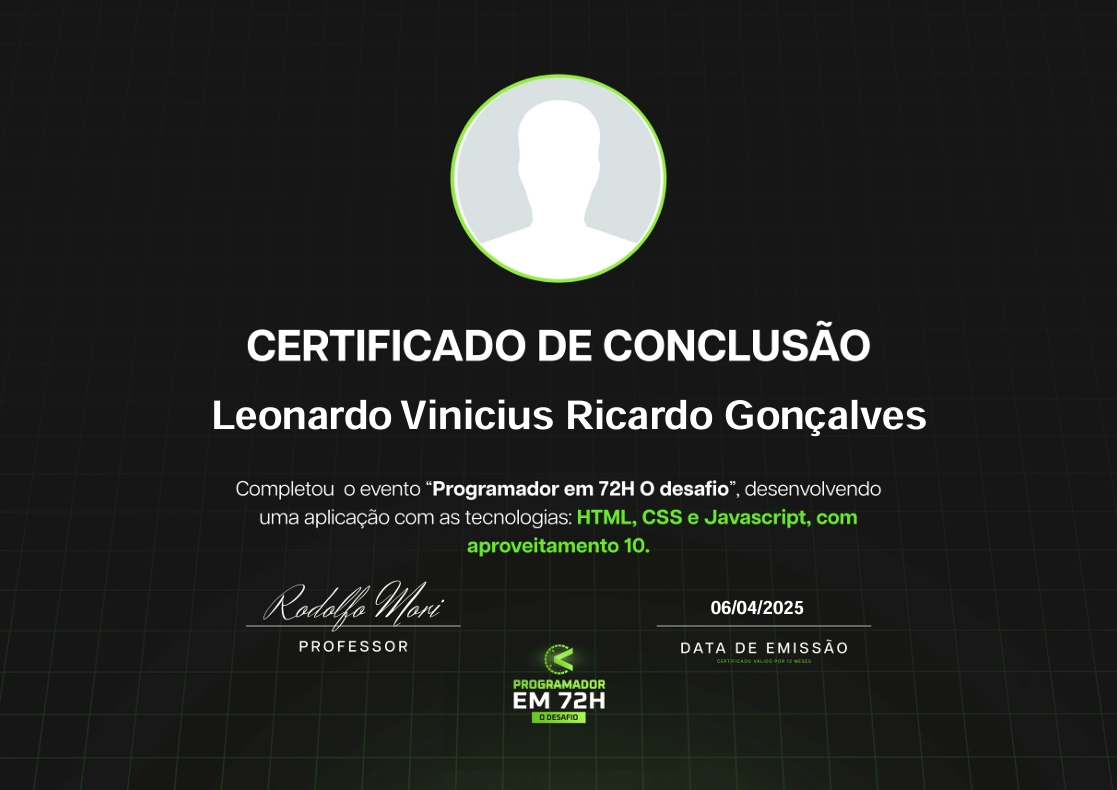 CERTIFICADO DE CONCLUSÃO
Leonardo Vinicius Ricardo Gonçalves
Completou  o evento “Programador em 72H O desafio”, desenvolvendo
uma aplicação com as tecnologias: HTML, CSS e Javascript, com
aproveitamento 10.
Rodolfo Mori
PROFESSOR
06/04/2025
DATA DE EMISSÃO
CERTIFICADO VALIDO POR 12 MESES
PROGRAMADOR
EM 72H
O DESAFIO